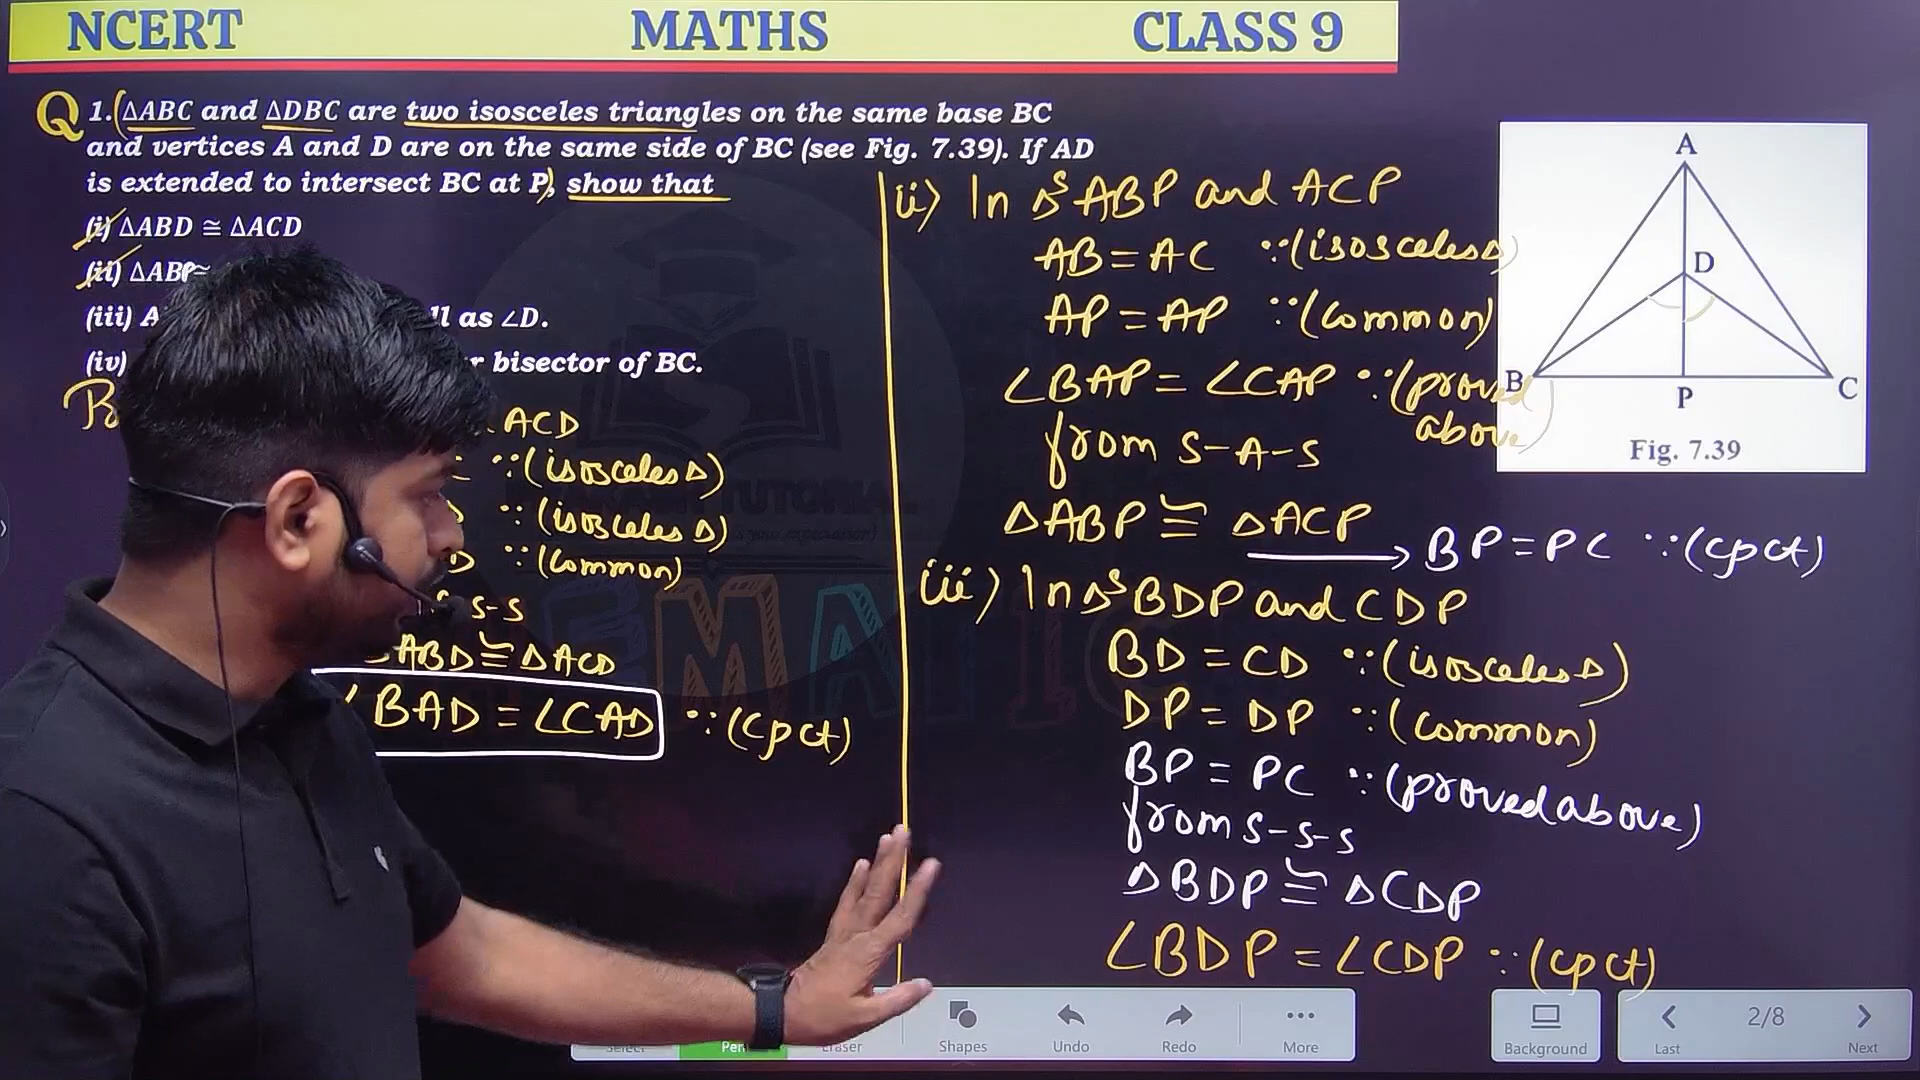 NCERT MATHS CLASS 9
Q 1. ΔABC and ΔDBC are two isosceles triangles on the same base BC
and vertices A and D are on the same side of BC (see Fig. 7.39). If AD
is extended to intersect BC at P, show that
(i) ΔABD ≅ ΔACD
(ii) ΔABP ≅
(iii) A ll as ∠D.
(iv) r bisector of BC.
ACD
∵ (isosceles Δ)
∵ (isosceles Δ)
D ∵ (common)
S-S
ABD ≅ ΔACD
∠BAD = ∠CAD ∵ (cpct)
ii) In Δˢ ABP and ACP
AB = AC ∵ (isosceles Δ)
AP = AP ∵ (common)
∠BAP = ∠CAP ∵ (proved
above)
from S-A-S
ΔABP ≅ ΔACP → BP = PC ∵ (cpct)
iii) In Δˢ BDP and CDP
BD = CD ∵ (isosceles Δ)
DP = DP ∵ (common)
BP = PC ∵ (proved above)
from S-S-S
ΔBDP ≅ ΔCDP
∠BDP = ∠CDP ∵ (cpct)
A
D
B
P
C
Fig. 7.39
TUTORIAL
Select Pen Eraser Shapes Undo Redo More
Background
2/8
Last Next